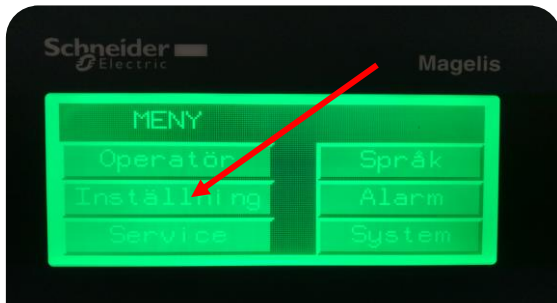 Schneider
Electric
Magelis
MENY
Operatör
Språk
Inställning
Alarm
Service
System